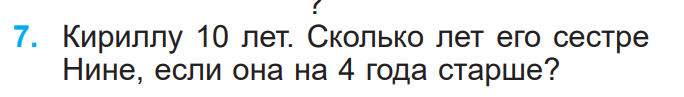 ?
7. Кириллу 10 лет. Сколько лет его сестре
Нине, если она на 4 года старше?